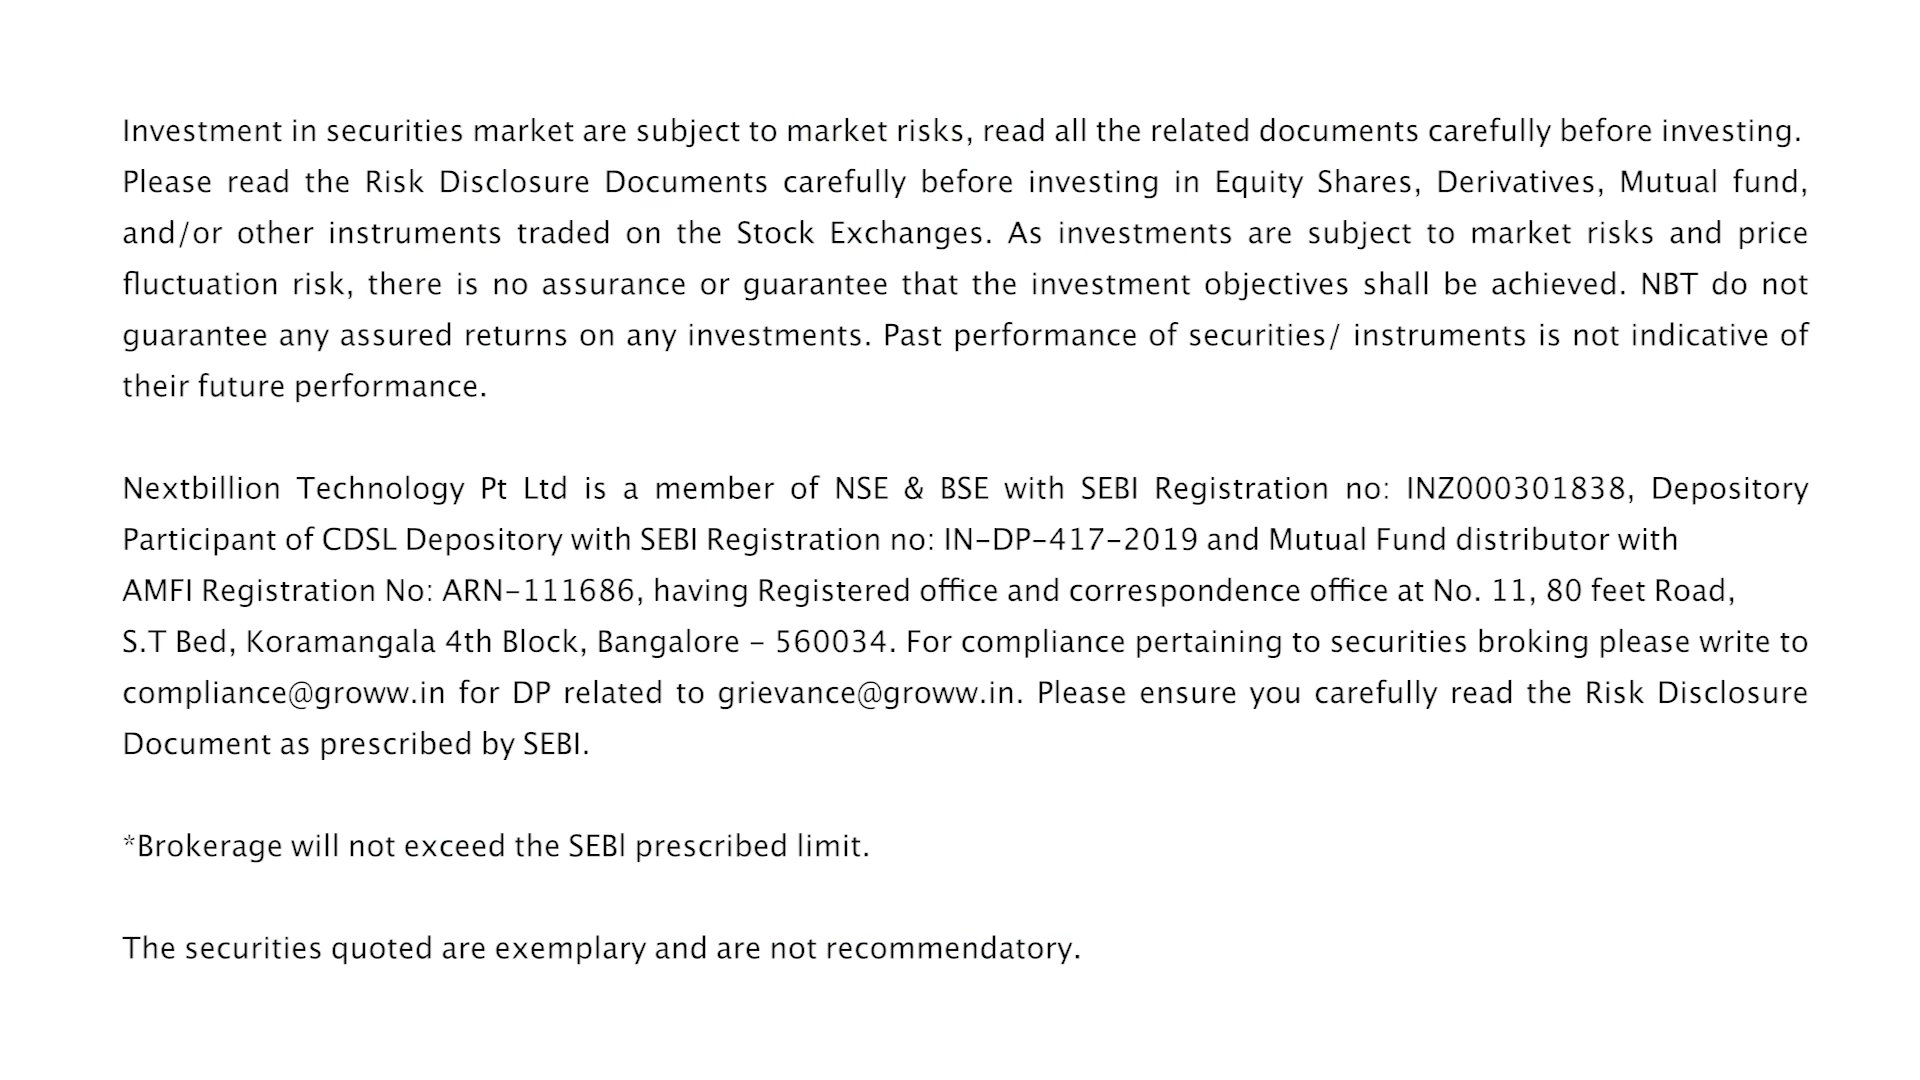 Investment in securities market are subject to market risks, read all the related documents carefully before investing.
Please read the Risk Disclosure Documents carefully before investing in Equity Shares, Derivatives, Mutual fund,
and/or other instruments traded on the Stock Exchanges. As investments are subject to market risks and price
fluctuation risk, there is no assurance or guarantee that the investment objectives shall be achieved. NBT do not
guarantee any assured returns on any investments. Past performance of securities/ instruments is not indicative of
their future performance.
Nextbillion Technology Pt Ltd is a member of NSE & BSE with SEBI Registration no: INZ000301838, Depository
Participant of CDSL Depository with SEBI Registration no: IN-DP-417-2019 and Mutual Fund distributor with
AMFI Registration No: ARN-111686, having Registered office and correspondence office at No. 11, 80 feet Road,
S.T Bed, Koramangala 4th Block, Bangalore - 560034. For compliance pertaining to securities broking please write to
compliance@groww.in for DP related to grievance@groww.in. Please ensure you carefully read the Risk Disclosure
Document as prescribed by SEBI.
*Brokerage will not exceed the SEBl prescribed limit.
The securities quoted are exemplary and are not recommendatory.